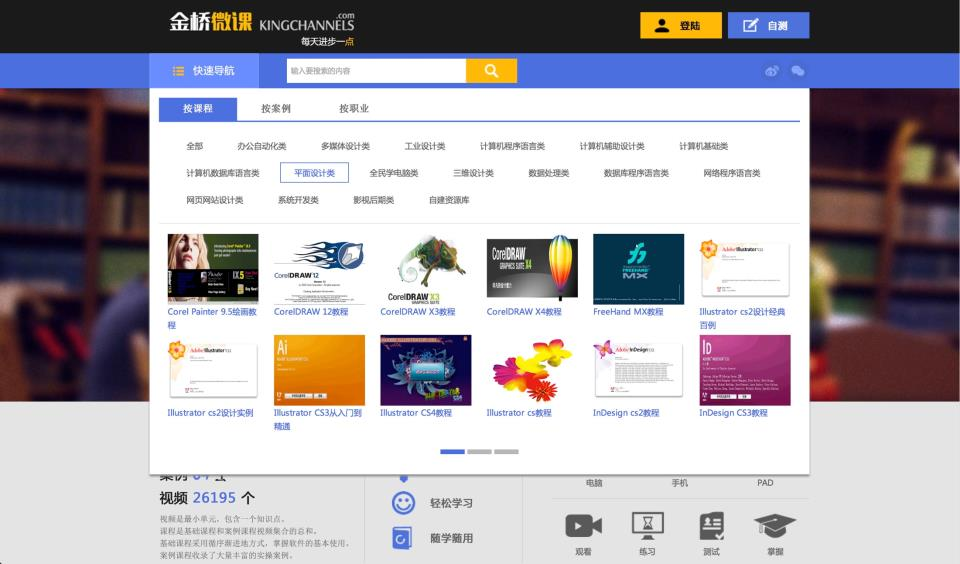 金桥微课 KINGCHANNELS.com
每天进步一点
登陆
自测
快速导航
输入要搜索的内容
按课程 按案例 按职业
全部 办公自动化类 多媒体设计类 工业设计类 计算机程序语言类 计算机辅助设计类 计算机基础类
计算机数据库语言类 平面设计类 全民学电脑类 三维设计类 数据处理类 数据库程序语言类 网络程序语言类
网页网站设计类 系统开发类 影视后期类 自建资源库
CorelDRAW 12
CorelDRAW X3
GRAPHICS SUITE
CorelDRAW
GRAPHICS SUITE X4
FREEHAND
MX
Adobe Illustrator CS2
Corel Painter 9.5绘画教程
CorelDRAW 12教程
CorelDRAW X3教程
CorelDRAW X4教程
FreeHand MX教程
Illustrator cs2设计经典百例
Adobe Illustrator CS2
Ai
Adobe InDesign CS2
Id
Illustrator cs2设计实例
Illustrator CS3从入门到精通
Illustrator CS4教程
Illustrator cs教程
InDesign cs2教程
InDesign CS3教程
视频 26195 个
视频是最小单元，包含一个知识点。
课程是基础课程和案例课程视频集合的总和。
基础课程采用循序渐进地方式，掌握软件的基本使用。
案例课程收录了大量丰富的实操案例。
轻松学习
随学随用
电脑 手机 PAD
观看 练习 测试 掌握